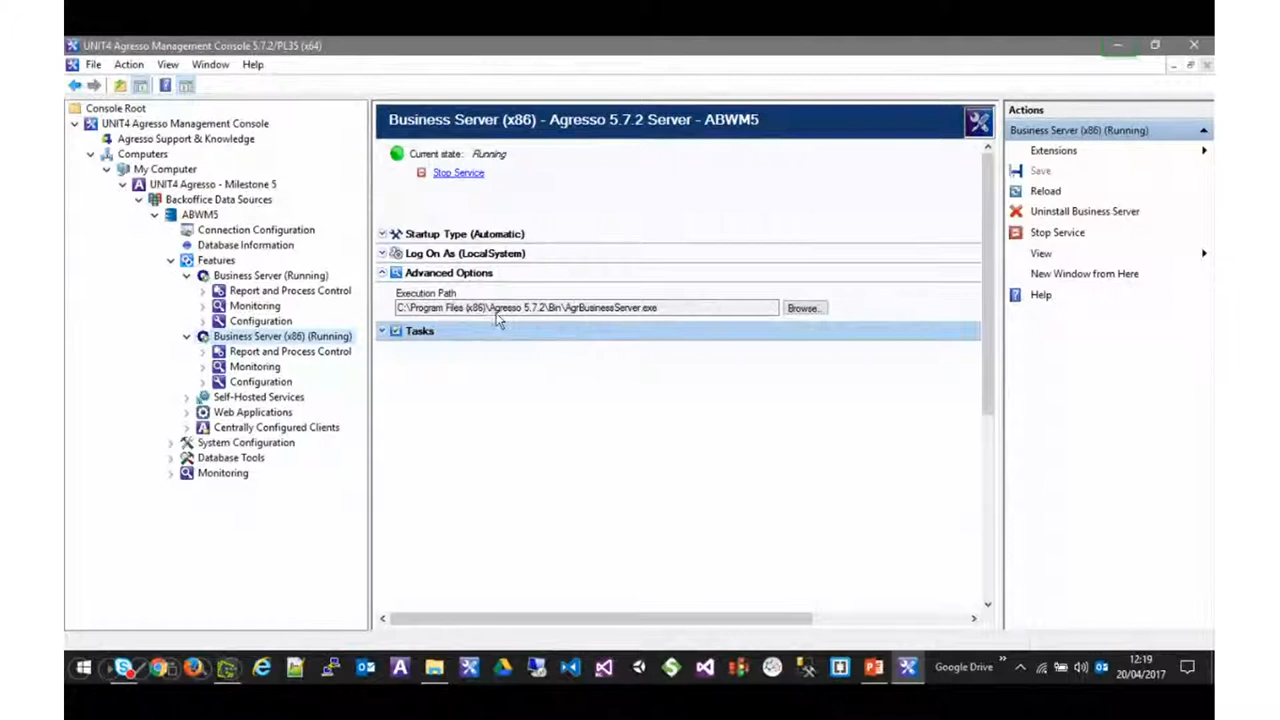 UNIT4 Agresso Management Console 5.7.2/PL35 (x64)
File Action View Window Help
Console Root
UNIT4 Agresso Management Console
Agresso Support & Knowledge
Computers
My Computer
UNIT4 Agresso - Milestone 5
Backoffice Data Sources
ABWM5
Connection Configuration
Database Information
Features
Business Server (Running)
Report and Process Control
Monitoring
Configuration
Business Server (x86) (Running)
Report and Process Control
Monitoring
Configuration
Self-Hosted Services
Web Applications
Centrally Configured Clients
System Configuration
Database Tools
Monitoring
Business Server (x86) - Agresso 5.7.2 Server - ABWM5
Current state: Running
Stop Service
Startup Type (Automatic)
Log On As (LocalSystem)
Advanced Options
Execution Path
C:\Program Files (x86)\Agresso 5.7.2\Bin\AgrBusinessServer.exe
Browse...
Tasks
Actions
Business Server (x86) (Running)
Extensions
Save
Reload
Uninstall Business Server
Stop Service
View
New Window from Here
Help
Google Drive
12:19
20/04/2017